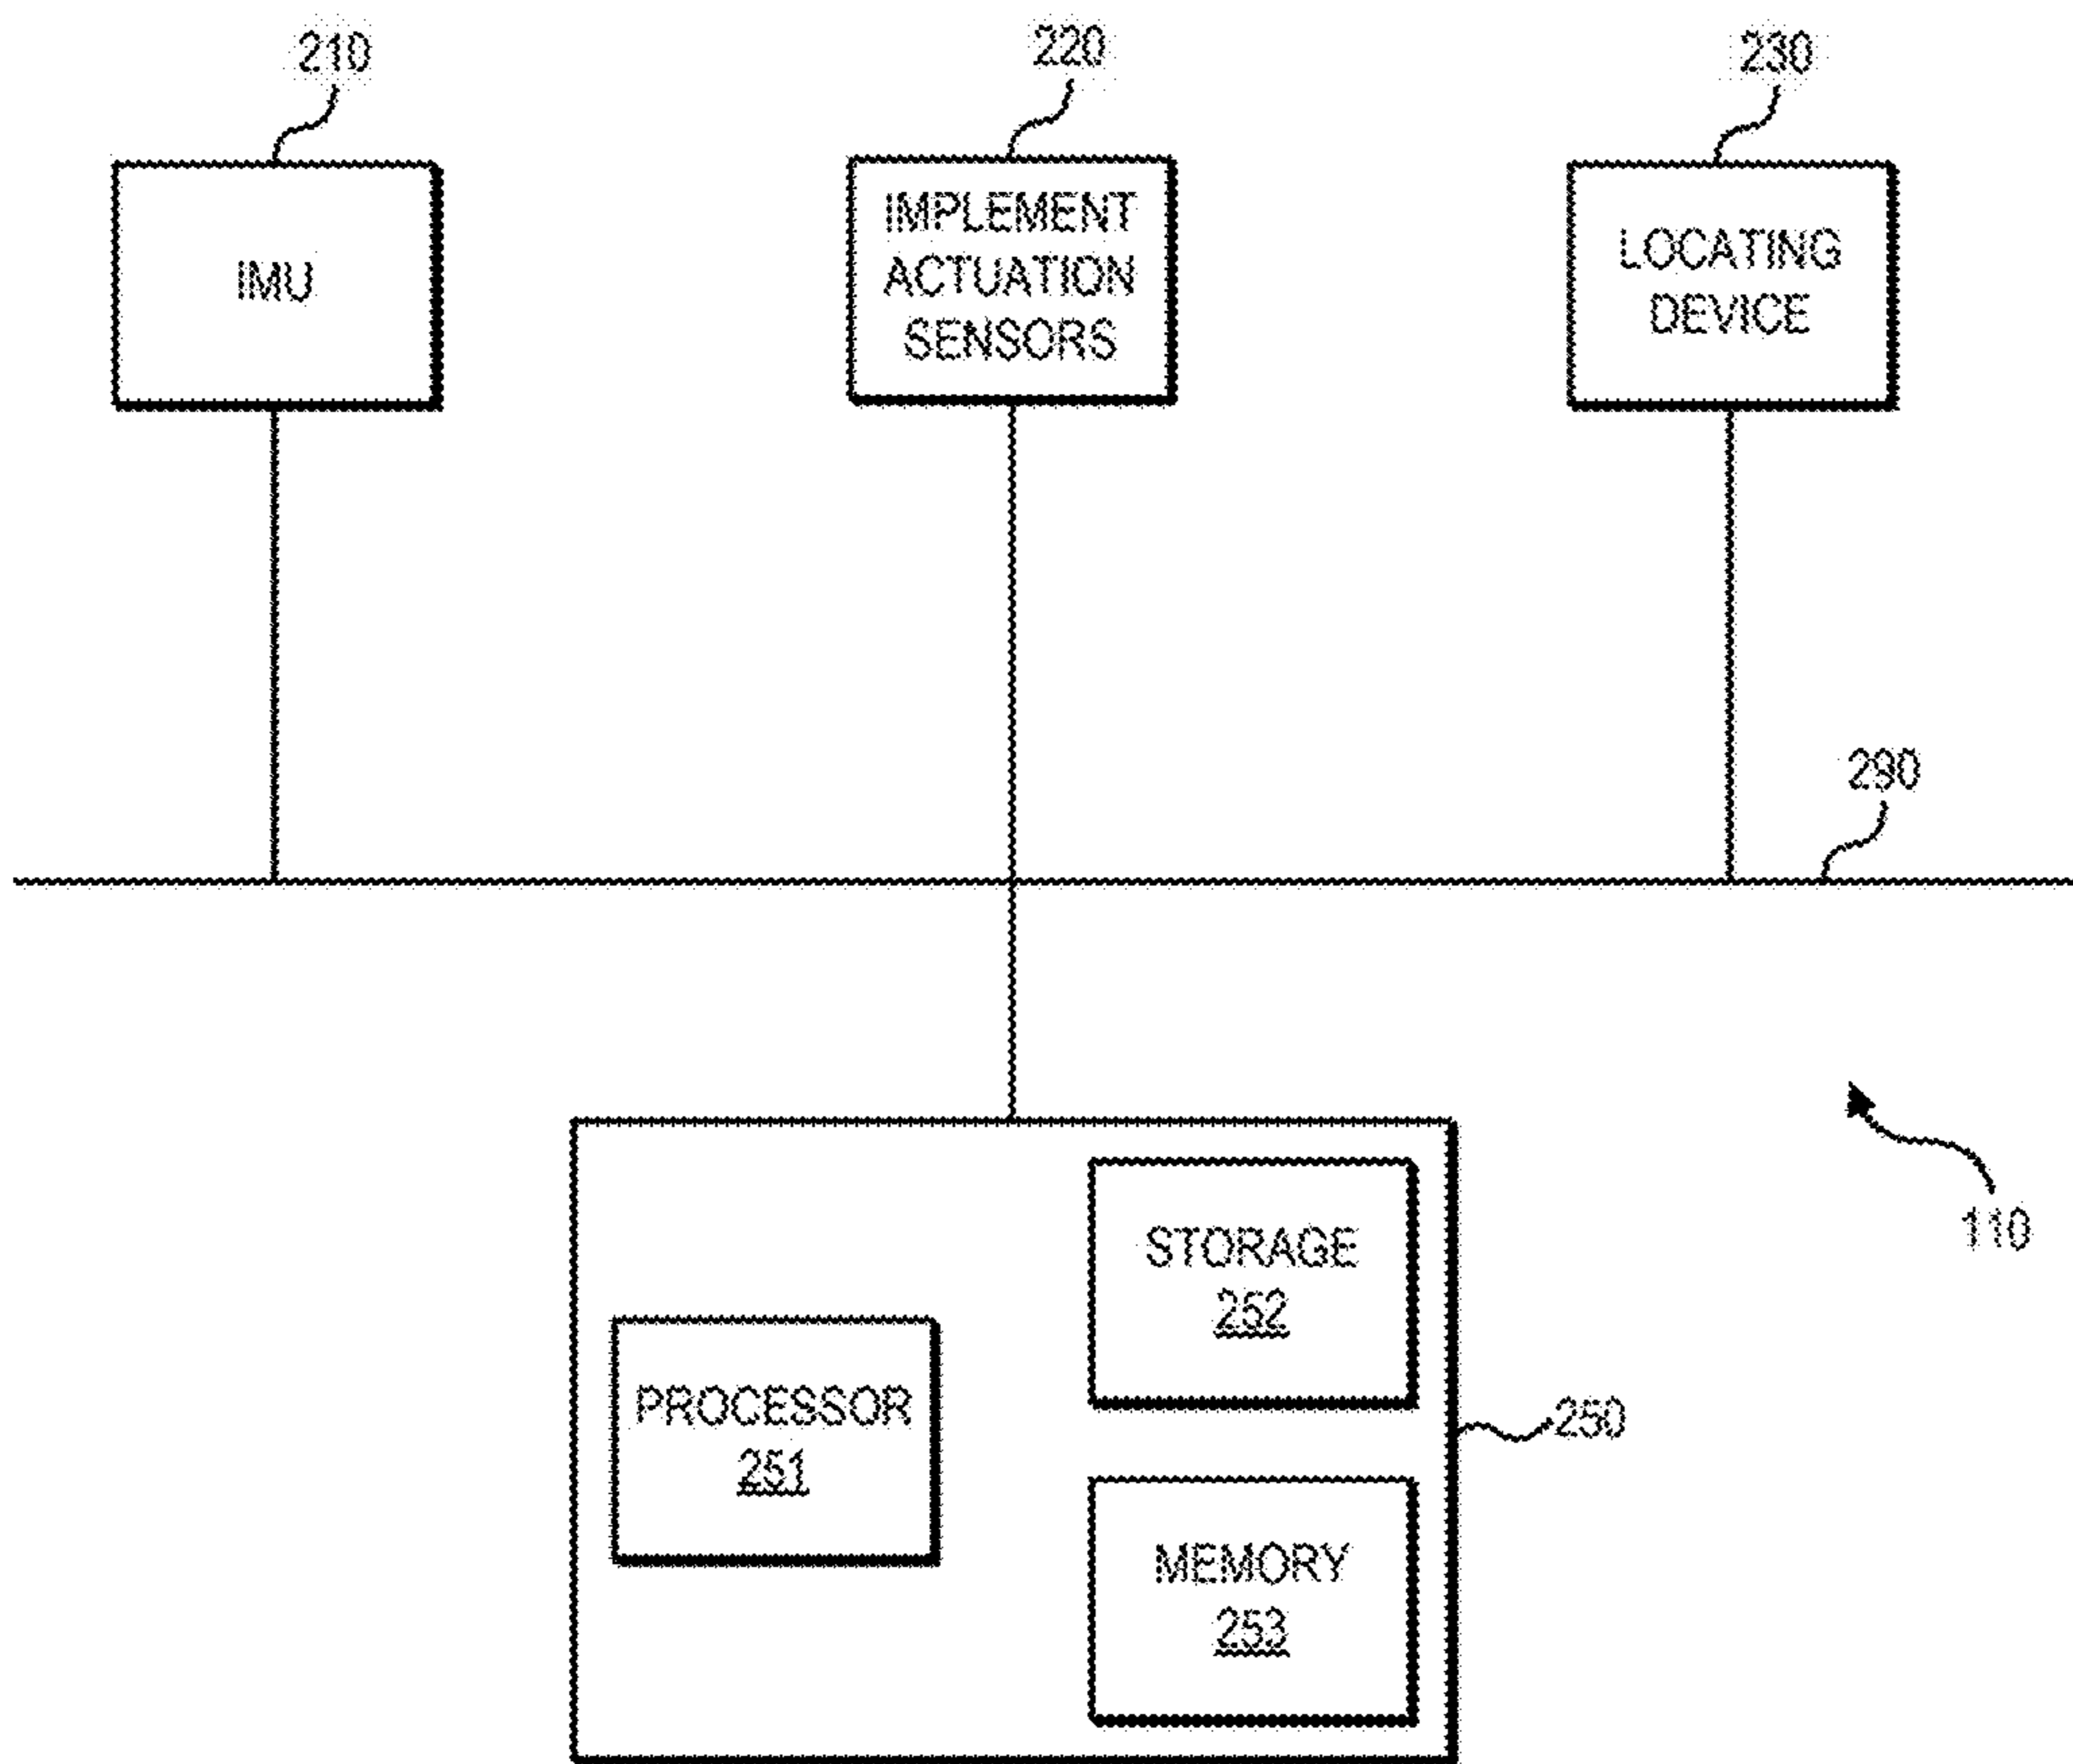 210
220
230
IMU
IMPLEMENT
ACTUATION
SENSORS
LOCATING
DEVICE
290
110
STORAGE
252
PROCESSOR
251
250
MEMORY
253